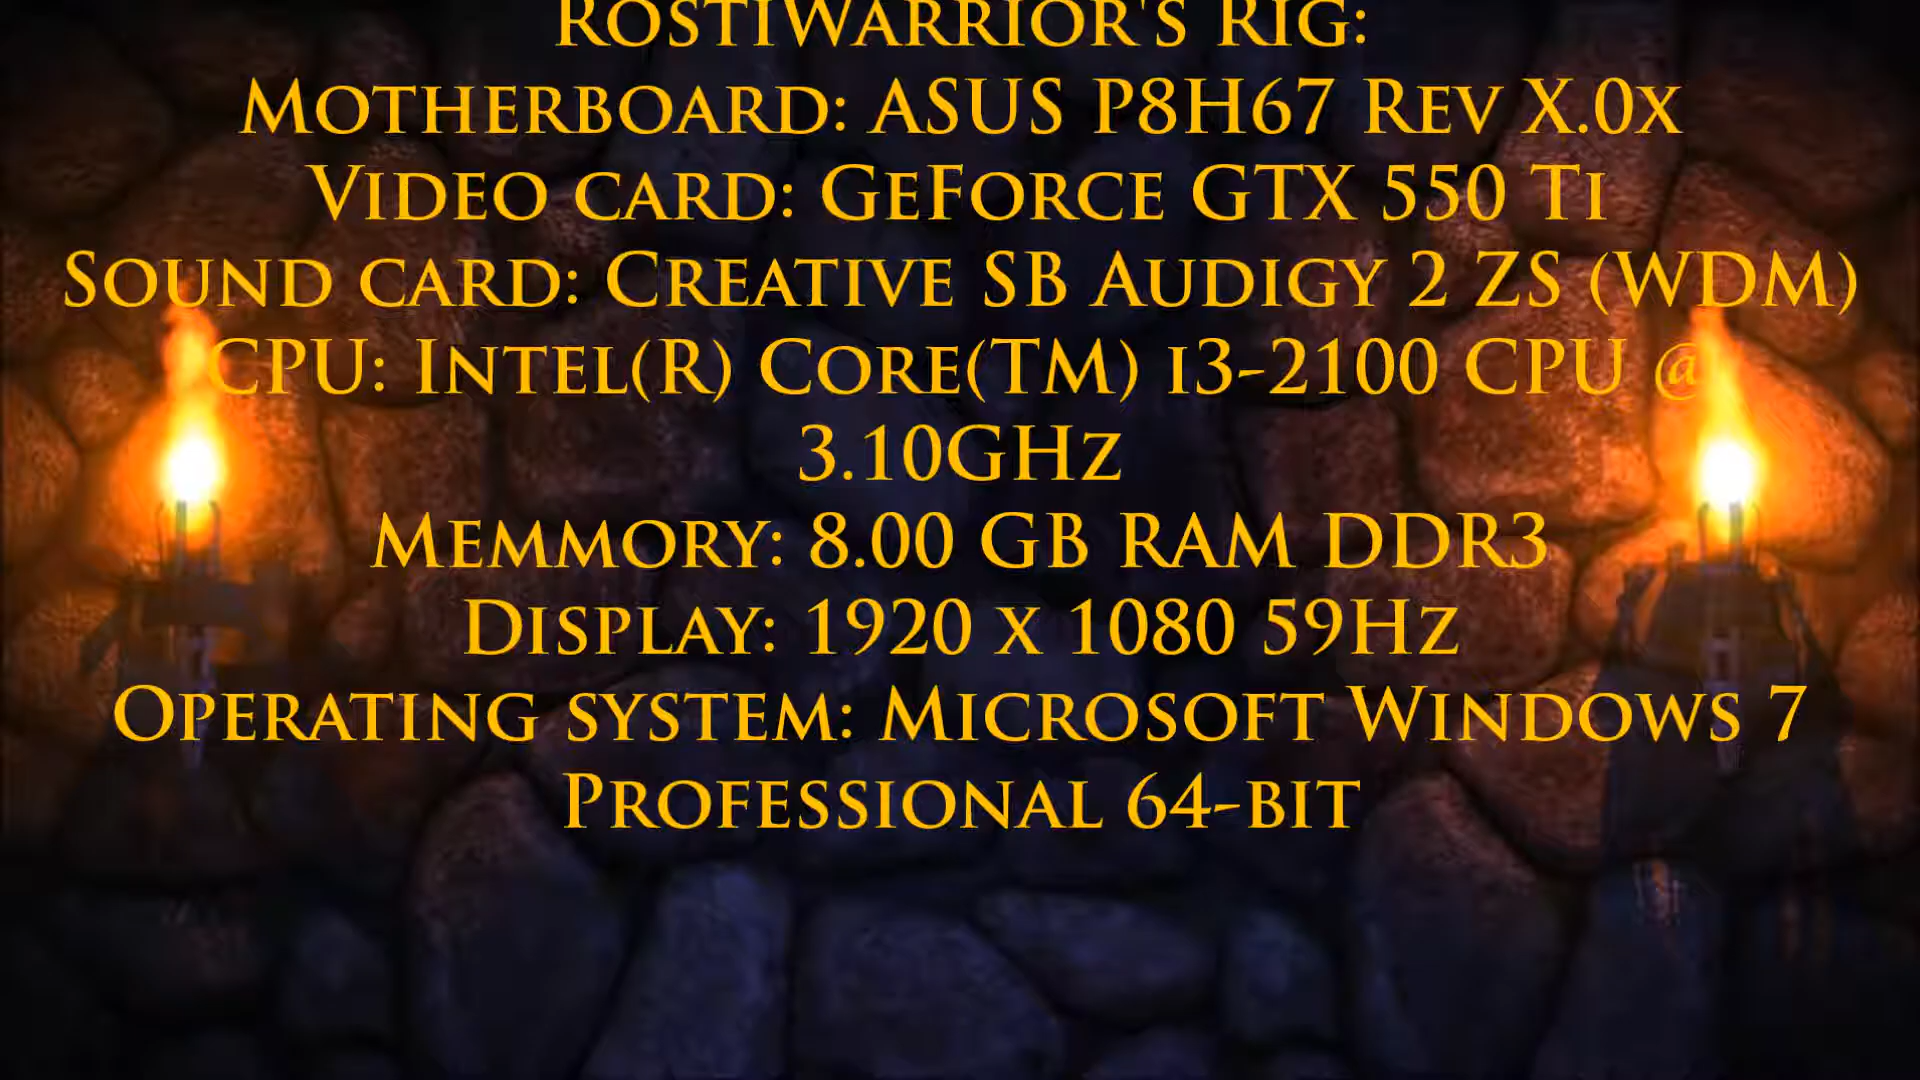 RostiWarrior's Rig:
Motherboard: ASUS P8H67 Rev X.0x
Video card: GeForce GTX 550 Ti
Sound card: Creative SB Audigy 2 ZS (WDM)
CPU: Intel(R) Core(TM) i3-2100 CPU @
3.10GHz
Memmory: 8.00 GB RAM DDR3
Display: 1920 x 1080 59Hz
Operating system: Microsoft Windows 7
Professional 64-bit